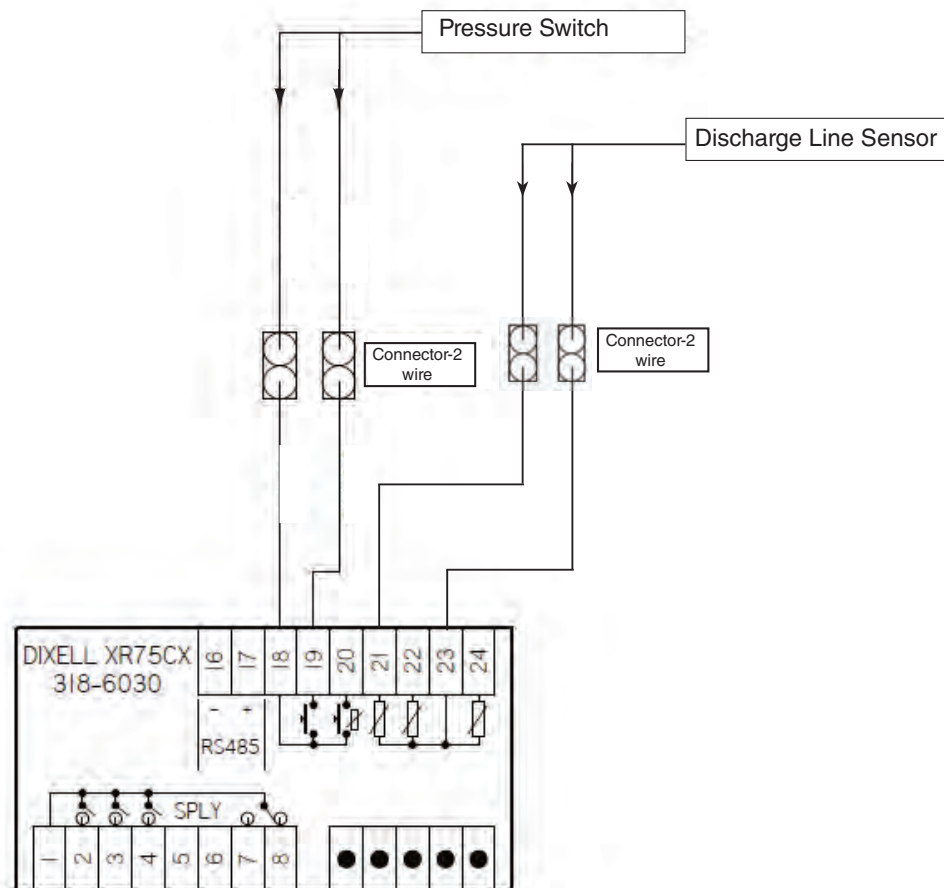 Pressure Switch
Discharge Line Sensor
Connector-2
wire
Connector-2
wire
DIXELL XR75CX
318-6030
16 17 18 19 20 21 22 23 24
- +
RS485
SPLY
1 2 3 4 5 6 7 8